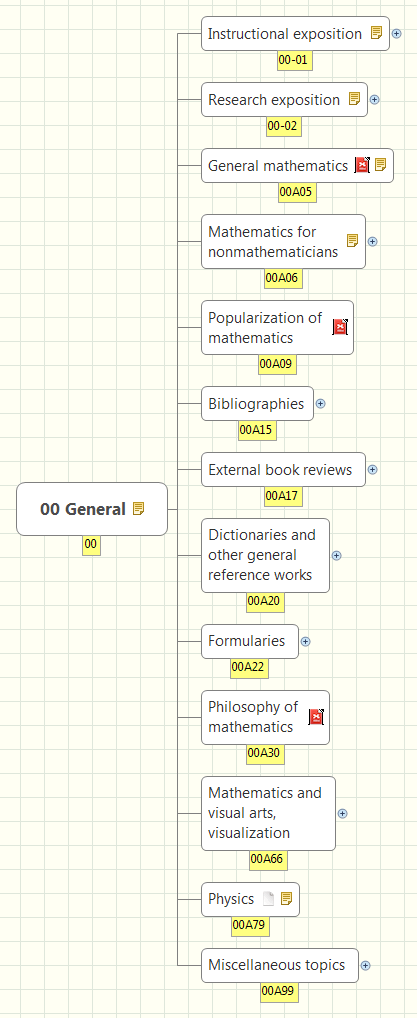 Instructional exposition
00-01
Research exposition
00-02
General mathematics
00A05
Mathematics for
nonmathematicians
00A06
Popularization of
mathematics
00A09
Bibliographies
00A15
External book reviews
00A17
00 General
00
Dictionaries and
other general
reference works
00A20
Formularies
00A22
Philosophy of
mathematics
00A30
Mathematics and
visual arts,
visualization
00A66
Physics
00A79
Miscellaneous topics
00A99